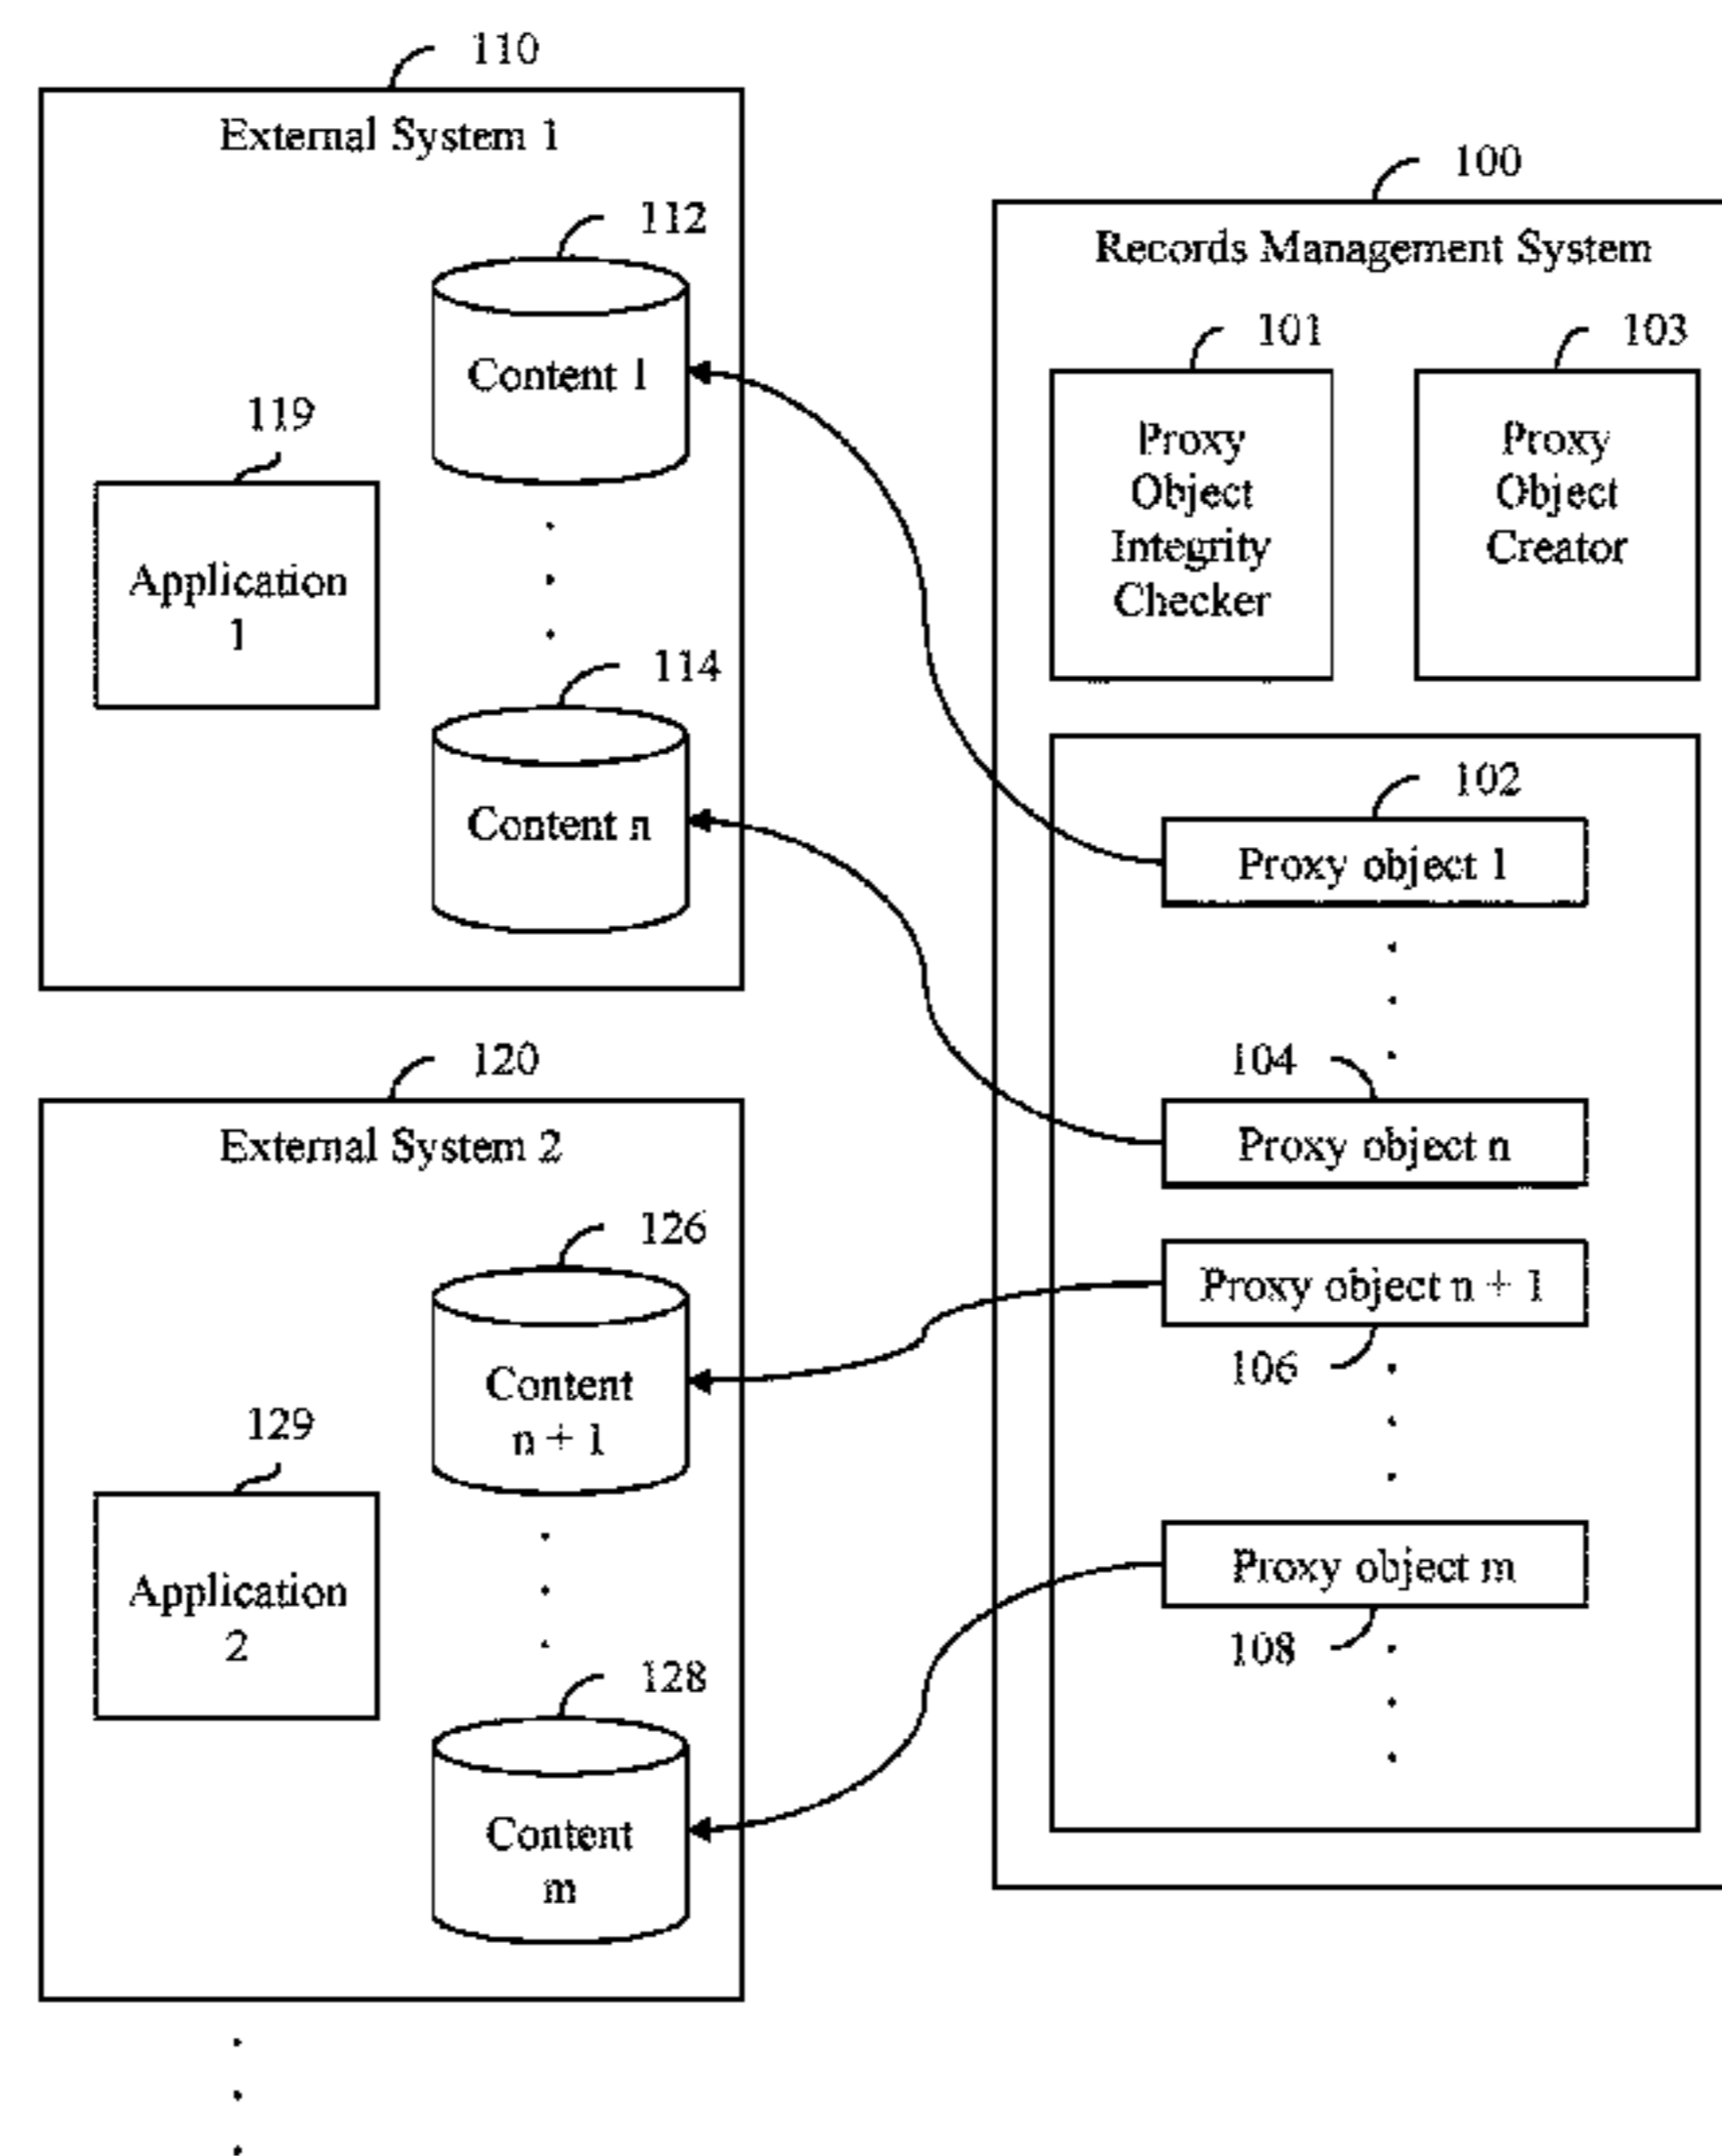 110
External System 1
112
Content 1
119
Application
1
114
Content n
120
External System 2
126
Content
n + 1
129
Application
2
128
Content
m
100
Records Management System
101
Proxy
Object
Integrity
Checker
103
Proxy
Object
Creator
102
Proxy object 1
104
Proxy object n
Proxy object n + 1
106
Proxy object m
108